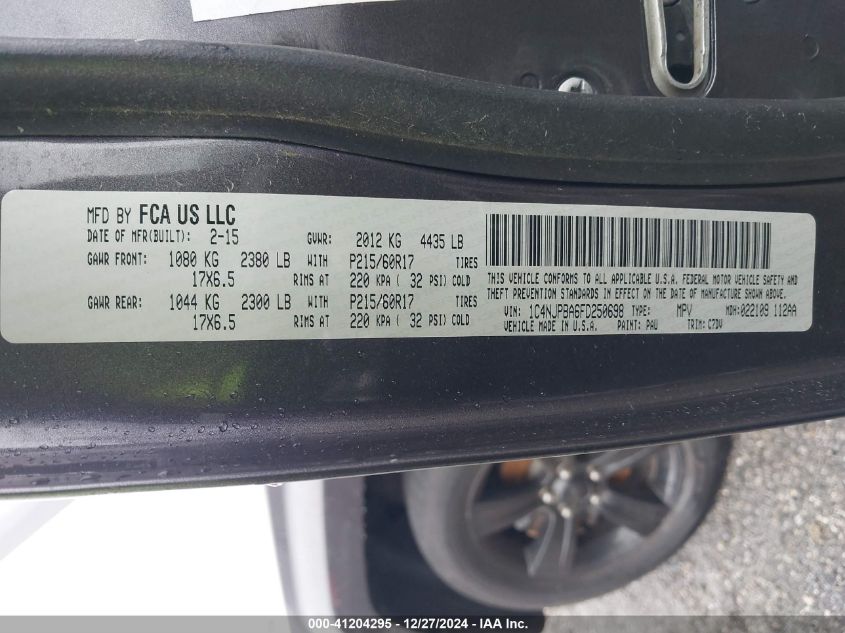 MFD BY FCA US LLC
DATE OF MFR(BUILT): 2-15 GVWR: 2012 KG 4435 LB
GAWR FRONT: 1080 KG 2380 LB WITH P215/60R17 TIRES
17X6.5 RIMS AT 220 KPA ( 32 PSI) COLD
GAWR REAR: 1044 KG 2300 LB WITH P215/60R17 TIRES
17X6.5 RIMS AT 220 KPA ( 32 PSI) COLD
THIS VEHICLE CONFORMS TO ALL APPLICABLE U.S.A. FEDERAL MOTOR VEHICLE SAFETY AND
THEFT PREVENTION STANDARDS IN EFFECT ON THE DATE OF MANUFACTURE SHOWN ABOVE.
VIN: 1C4NJPBA6FD250698 TYPE: MPV MDH:022109 112AA
VEHICLE MADE IN U.S.A. PAINT: PAU TRIM: C7DV
000-41204295 - 12/27/2024 - IAA Inc.